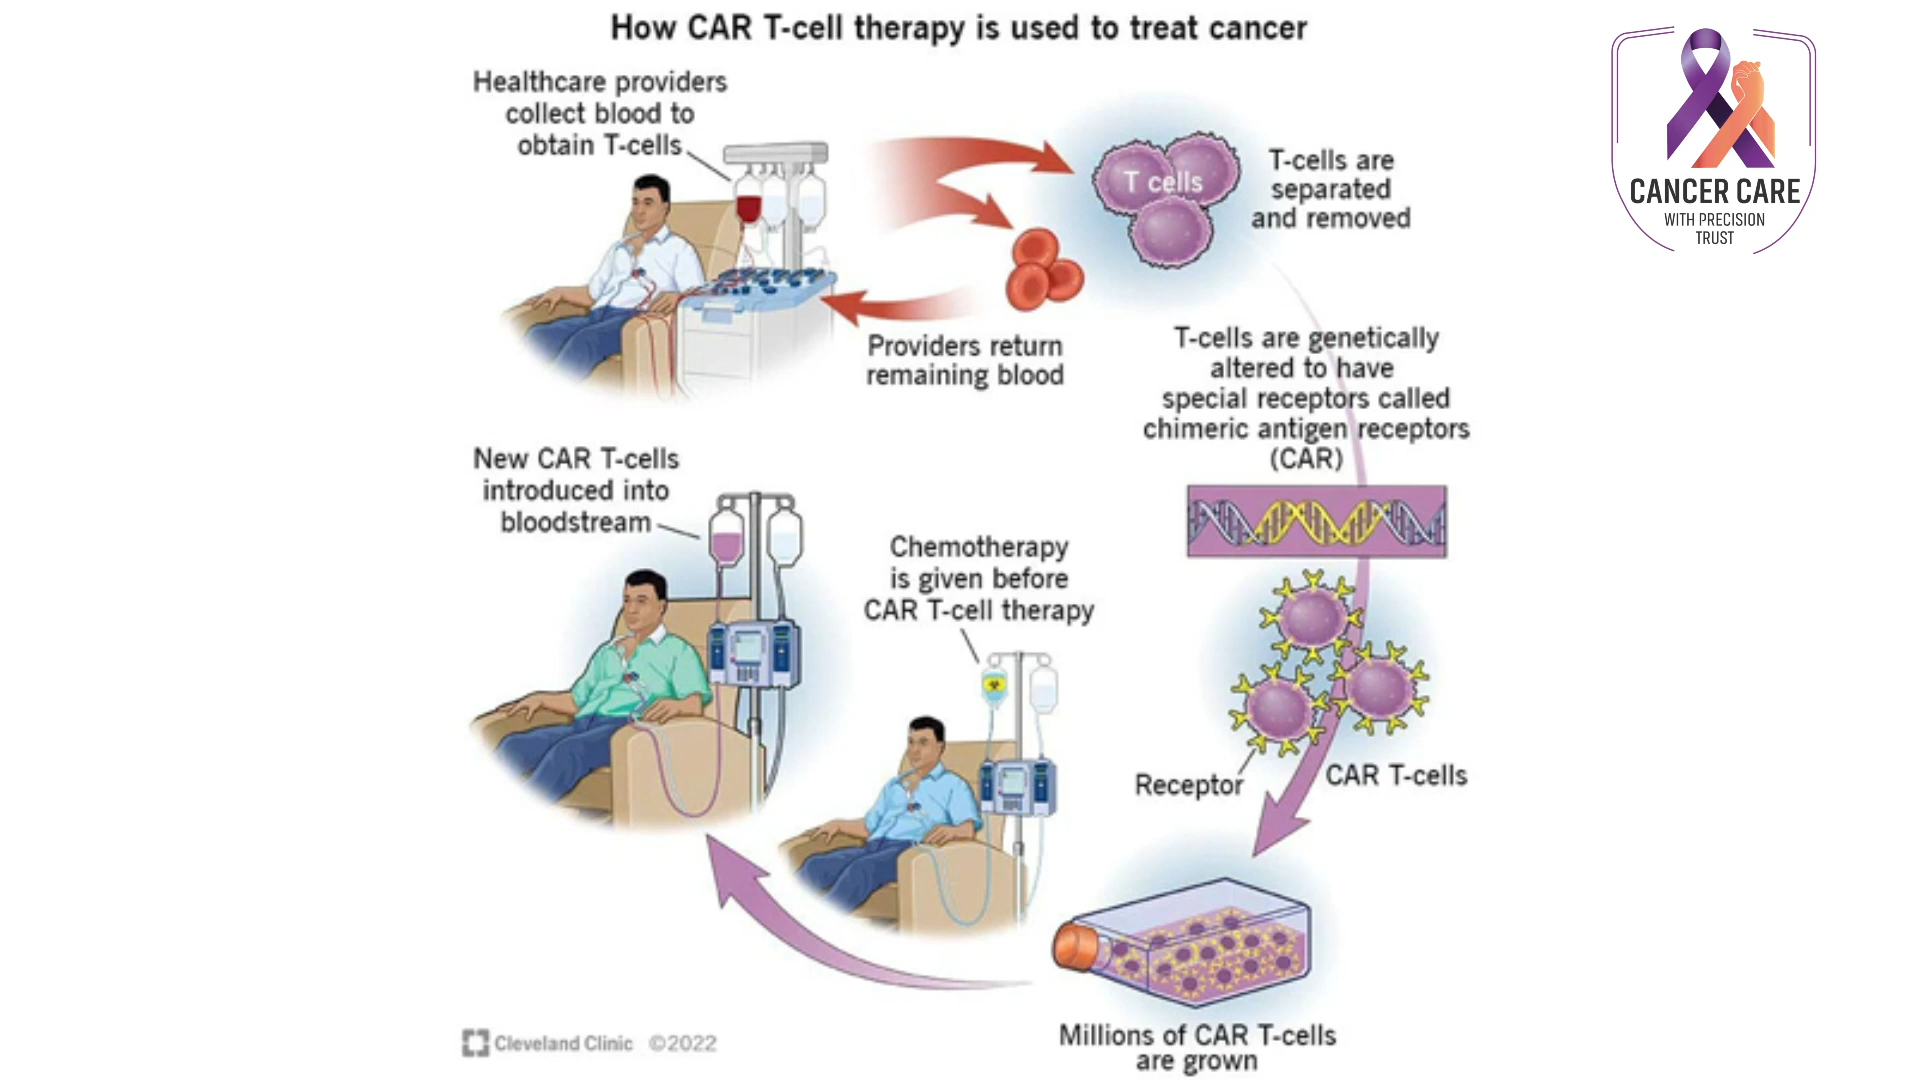 How CAR T-cell therapy is used to treat cancer
Healthcare providers
collect blood to
obtain T-cells
T cells
T-cells are
separated
and removed
Providers return
remaining blood
T-cells are genetically
altered to have
special receptors called
chimeric antigen receptors
(CAR)
Receptor
CAR T-cells
Millions of CAR T-cells
are grown
Chemotherapy
is given before
CAR T-cell therapy
New CAR T-cells
introduced into
bloodstream
Cleveland Clinic ©2022
CANCER CARE
WITH PRECISION
TRUST